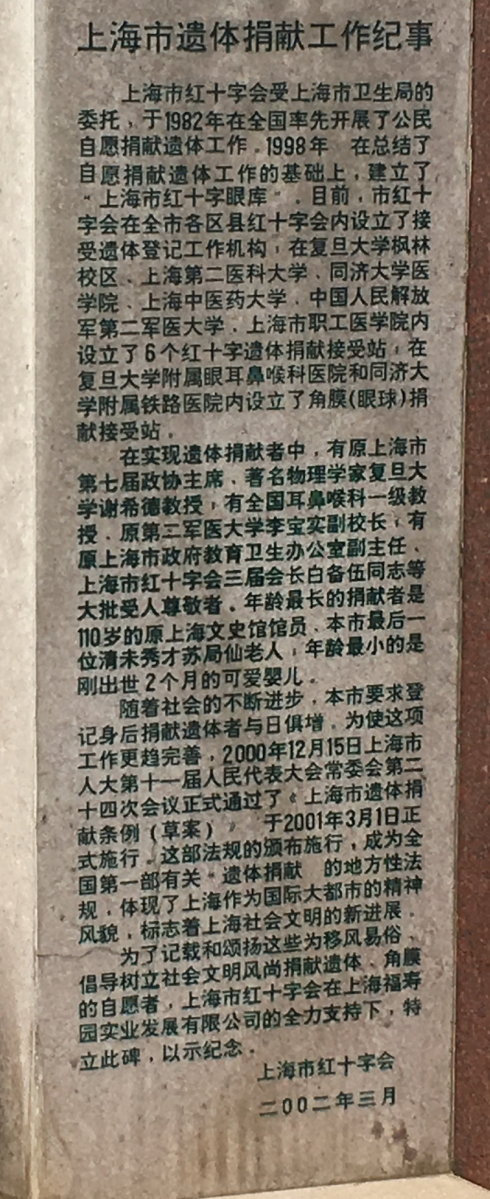 上海市遗体捐献工作纪事
上海市红十字会受上海市卫生局的
委托，于1982年在全国率先开展了公民
自愿捐献遗体工作。1998年 在总结了
自愿捐献遗体工作的基础上，建立了
“上海市红十字眼库”。目前，市红十
字会在全市各区县红十字会内设立了接
受遗体登记工作机构；在复旦大学枫林
校区、上海第二医科大学、同济大学医
学院、上海中医药大学、中国人民解放
军第二军医大学、上海市职工医学院内
设立了6个红十字遗体捐献接受站；在
复旦大学附属眼耳鼻喉科医院和同济大
学附属铁路医院内设立了角膜(眼球)捐
献接受站。
在实现遗体捐献者中，有原上海市
第七届政协主席、著名物理学家复旦大
学谢希德教授；有全国耳鼻喉科一级教
授、原第二军医大学李宝实副校长；有
原上海市政府教育卫生办公室副主任、
上海市红十字会三届会长白备伍同志等
大批受人尊敬者。年龄最长的捐献者是
110岁的原上海文史馆馆员、本市最后一
位清末秀才苏局仙老人；年龄最小的是
刚出世2个月的可爱婴儿。
随着社会的不断进步，本市要求登
记身后捐献遗体者与日俱增。为使这项
工作更趋完善，2000年12月15日上海市
人大第十一届人民代表大会常委会第二
十四次会议正式通过了《上海市遗体捐
献条例（草案）》 于2001年3月1日正
式施行。这部法规的颁布施行，成为全
国第一部有关“遗体捐献 的地方性法
规，体现了上海作为国际大都市的精神
风貌，标志着上海社会文明的新进展。
为了记载和颂扬这些为移风易俗、
倡导树立社会文明风尚捐献遗体、角膜
的自愿者，上海市红十字会在上海福寿
园实业发展有限公司的全力支持下，特
立此碑，以示纪念。
上海市红十字会
二00二年三月